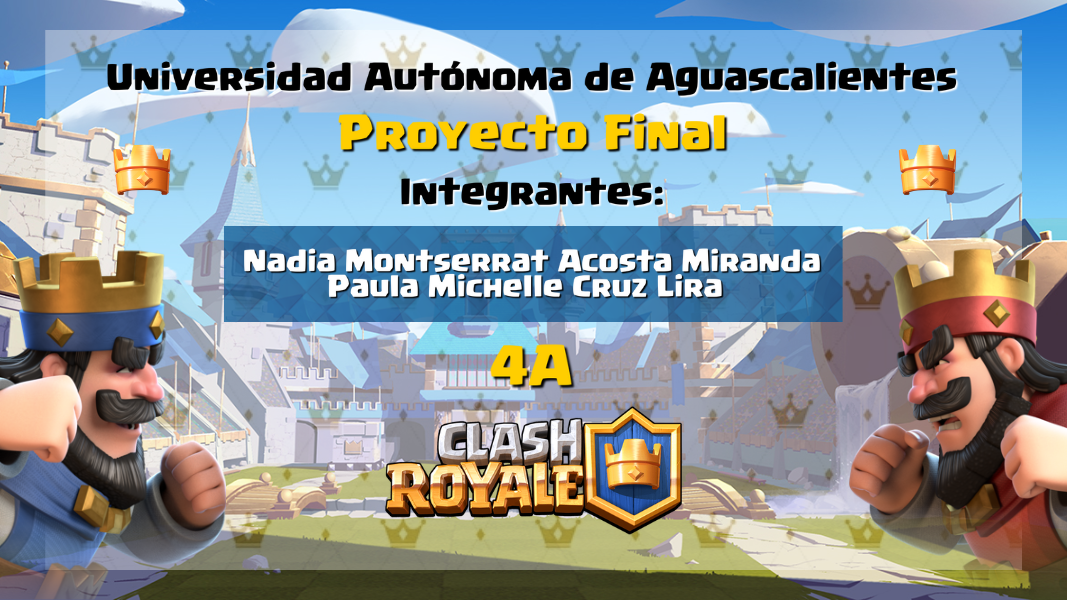 Universidad Autónoma de Aguascalientes
Proyecto Final
Integrantes:
Nadia Montserrat Acosta Miranda
Paula Michelle Cruz Lira
4A
CLASH
ROYALE